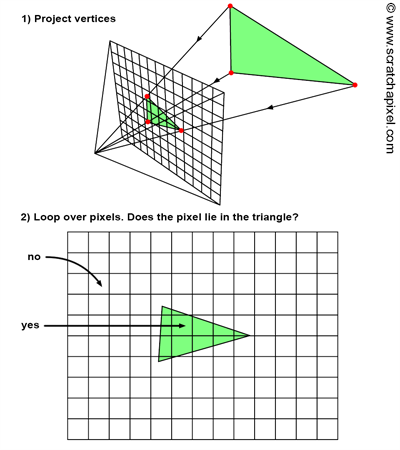 1) Project vertices
© www.scratchapixel.com
2) Loop over pixels. Does the pixel lie in the triangle?
no
yes